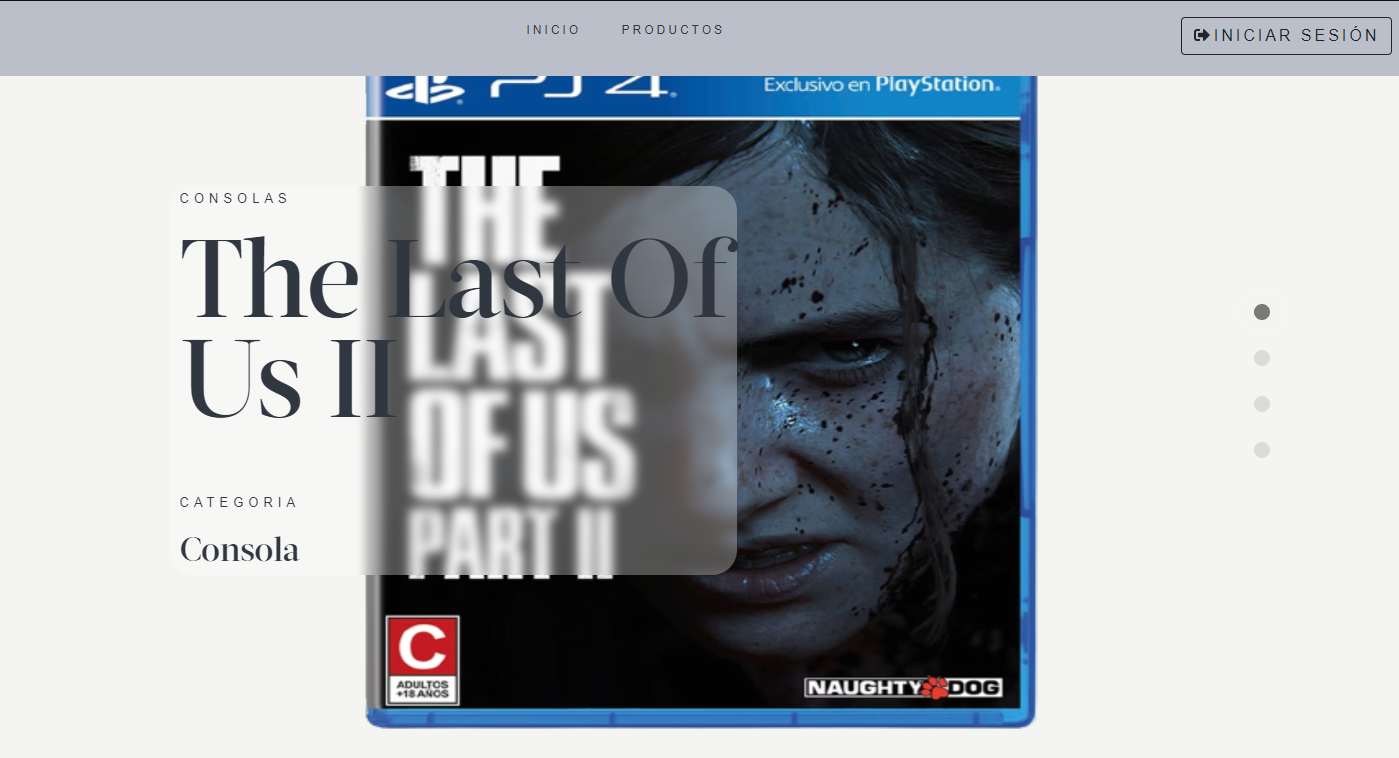 INICIO PRODUCTOS
INICIAR SESIÓN
PS4
Exclusivo en PlayStation.
CONSOLAS
The Last Of
Us II
CATEGORIA
Consola
THE
LAST
OF US
PART II
C
ADULTOS
+18 AÑOS
NAUGHTY DOG